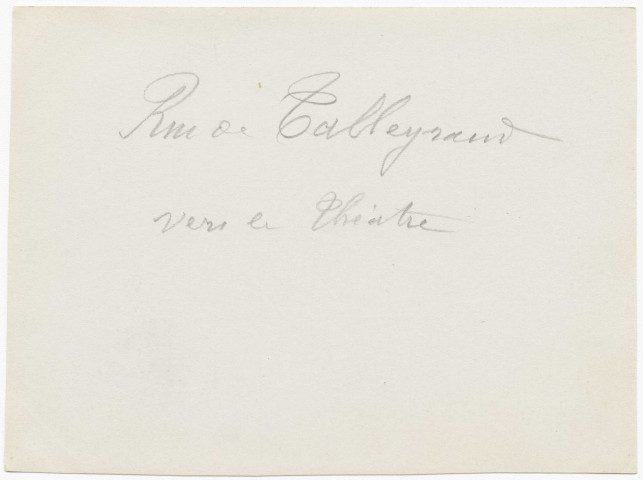 Rue de Talleyrand
vers le Théâtre